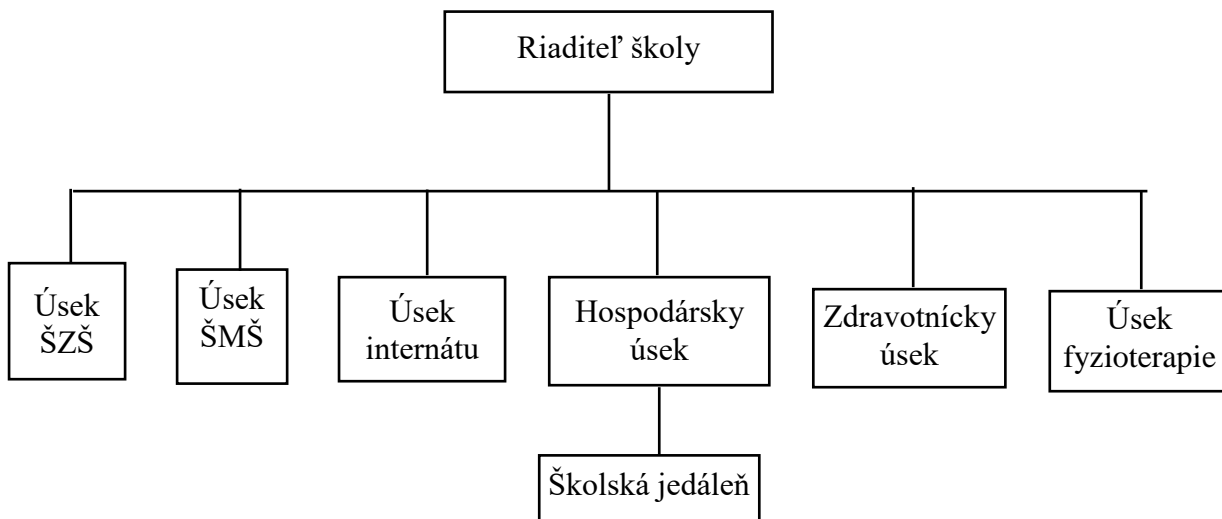 Riaditeľ školy
Úsek
ŠZŠ
Úsek
ŠMŠ
Úsek
internátu
Hospodársky
úsek
Zdravotnícky
úsek
Úsek
fyzioterapie
Školská jedáleň